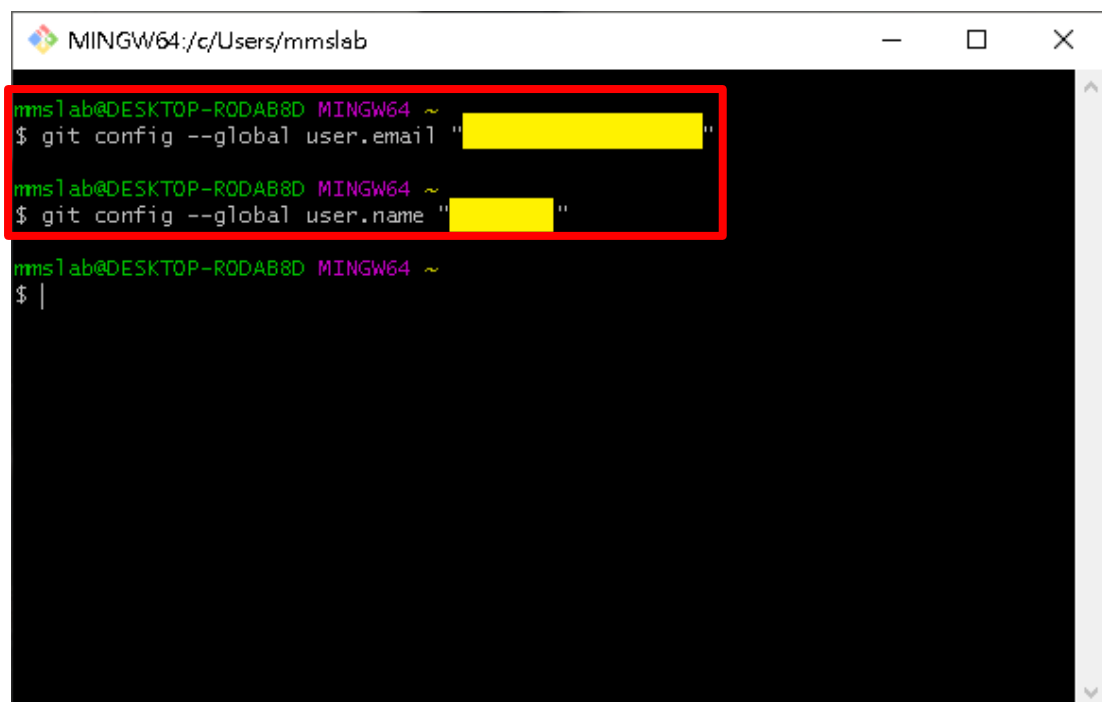 MINGW64:/c/Users/mmslab
mmslab@DESKTOP-RODAB8D MINGW64 ~
$ git config --global user.email " "
mmslab@DESKTOP-RODAB8D MINGW64 ~
$ git config --global user.name " "
mmslab@DESKTOP-RODAB8D MINGW64 ~
$